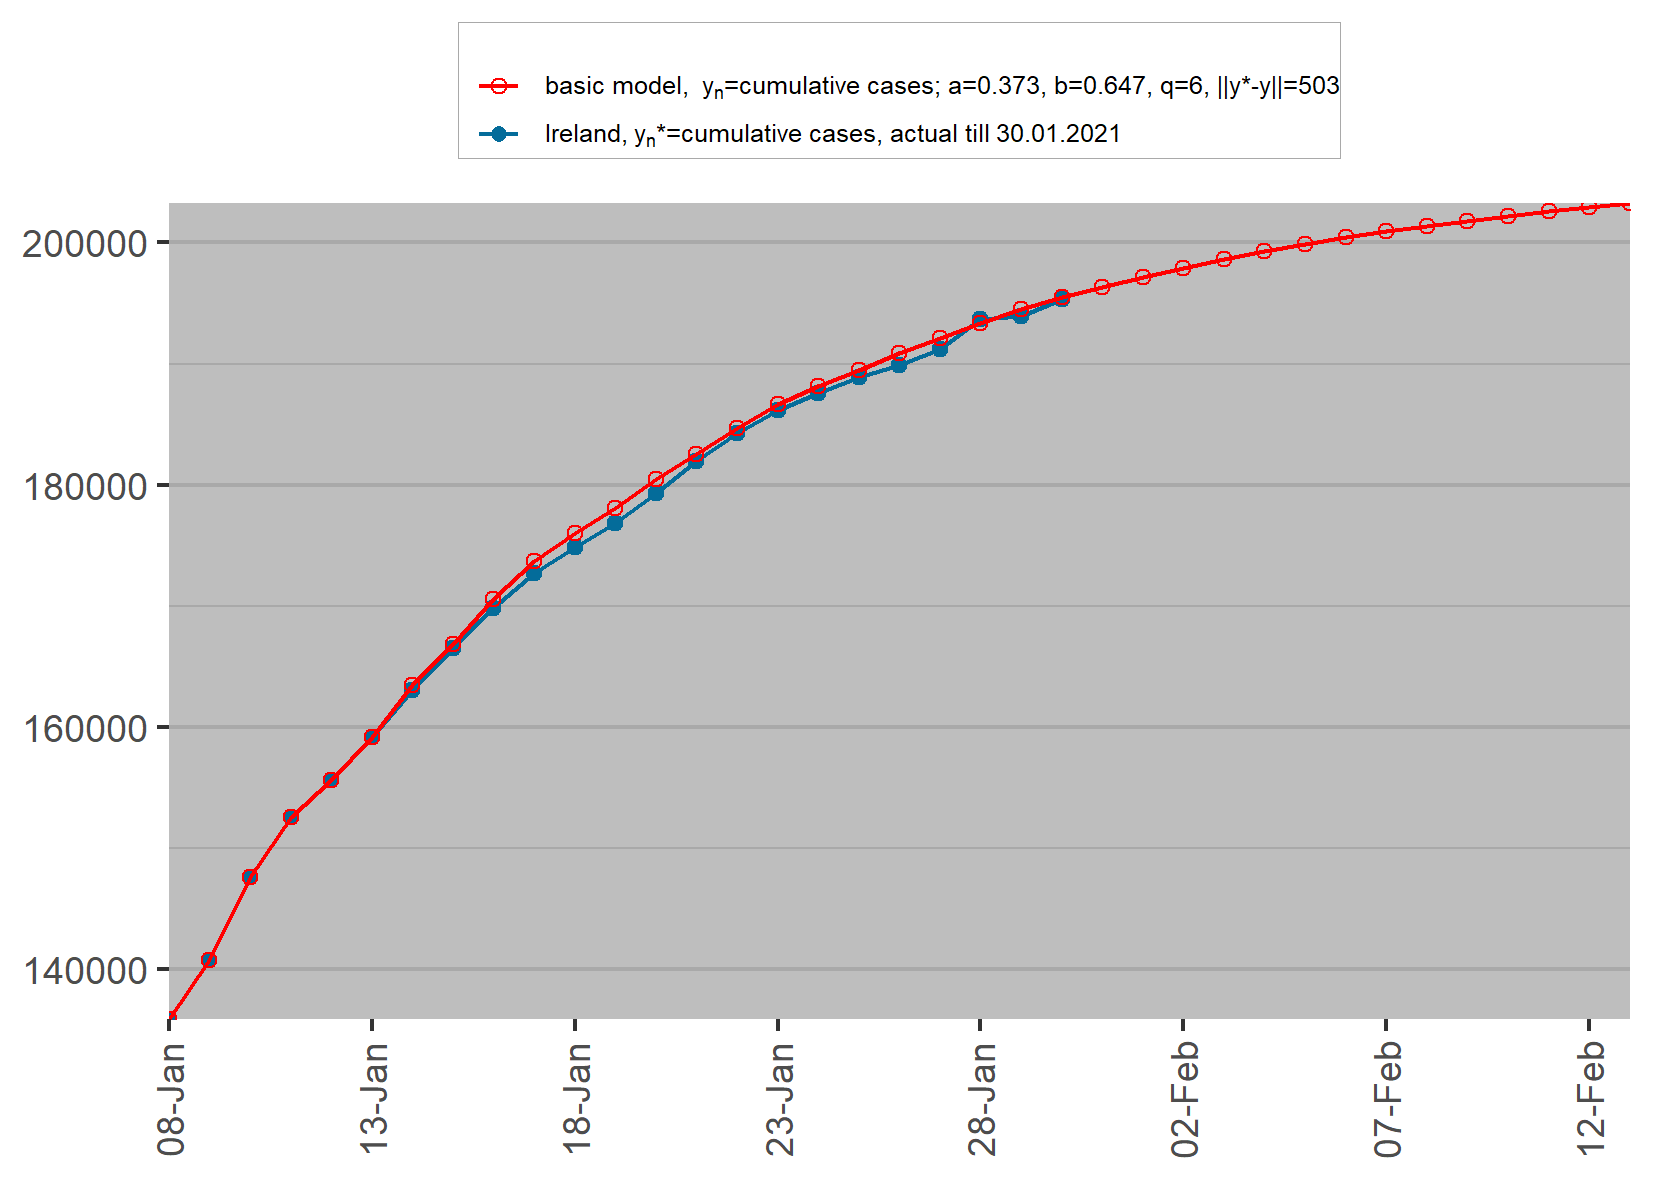 basic model,  yₙ=cumulative cases; a=0.373, b=0.647, q=6, ||y*-y||=503
Ireland, yₙ*=cumulative cases, actual till 30.01.2021
200000
180000
160000
140000
08-Jan
13-Jan
18-Jan
23-Jan
28-Jan
02-Feb
07-Feb
12-Feb